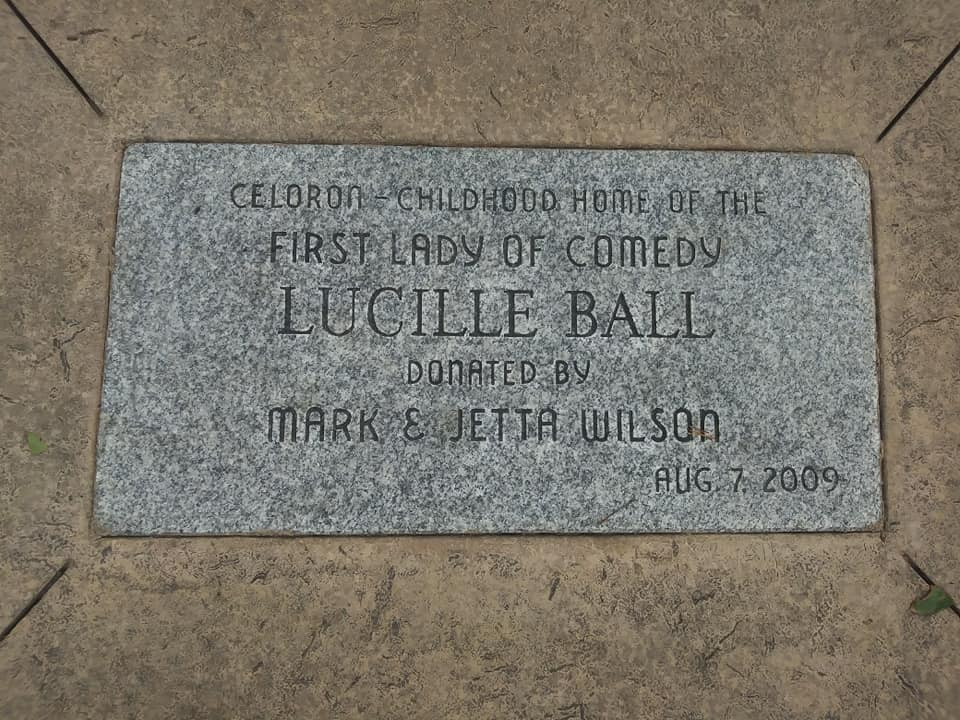 CELORON - CHILDHOOD HOME OF THE
FIRST LADY OF COMEDY
LUCILLE BALL
DONATED BY
MARK & JETTA WILSON
AUG. 7, 2009